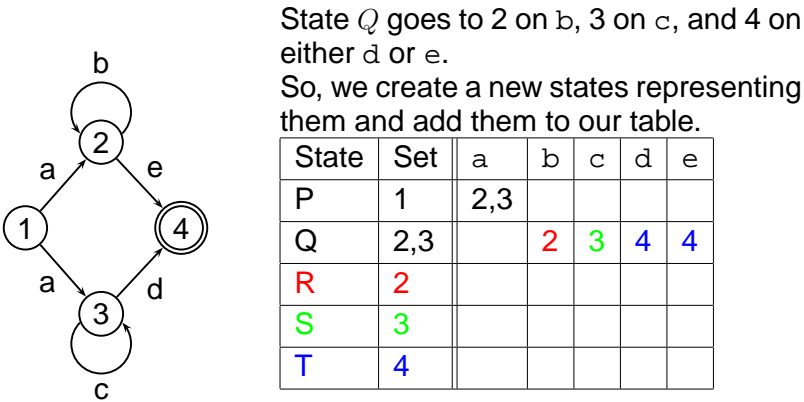 State Q goes to 2 on b, 3 on c, and 4 on
either d or e.
So, we create a new states representing
them and add them to our table.
State Set a b c d e
P 1 2,3
Q 2,3 2 3 4 4
R 2
S 3
T 4
b
2
a e
1 4
a d
3
c